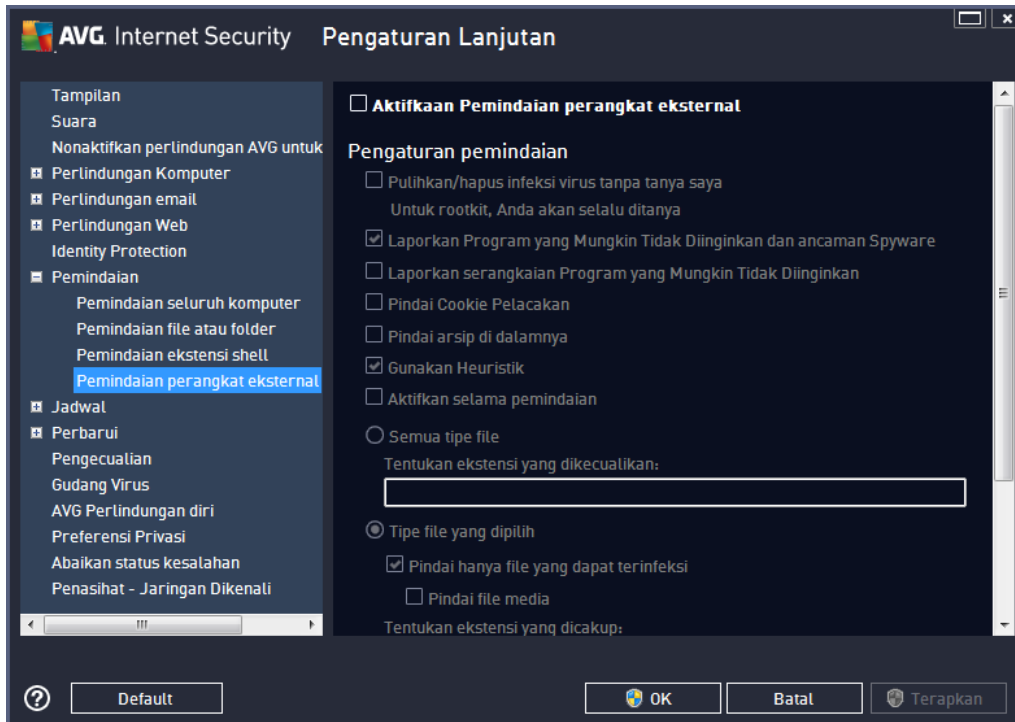 AVG. Internet Security Pengaturan Lanjutan
Tampilan
Suara
Nonaktifkan perlindungan AVG untuk
Perlindungan Komputer
Perlindungan email
Perlindungan Web
Identity Protection
Pemindaian
Pemindaian seluruh komputer
Pemindaian file atau folder
Pemindaian ekstensi shell
Pemindaian perangkat eksternal
Jadwal
Perbarui
Pengecualian
Gudang Virus
AVG Perlindungan diri
Preferensi Privasi
Abaikan status kesalahan
Penasihat - Jaringan Dikenali
Aktifkaan Pemindaian perangkat eksternal
Pengaturan pemindaian
Pulihkan/hapus infeksi virus tanpa tanya saya
Untuk rootkit, Anda akan selalu ditanya
Laporkan Program yang Mungkin Tidak Diinginkan dan ancaman Spyware
Laporkan serangkaian Program yang Mungkin Tidak Diinginkan
Pindai Cookie Pelacakan
Pindai arsip di dalamnya
Gunakan Heuristik
Aktifkan selama pemindaian
Semua tipe file
Tentukan ekstensi yang dikecualikan:
Tipe file yang dipilih
Pindai hanya file yang dapat terinfeksi
Pindai file media
Tentukan ekstensi yang dicakup:
? Default OK Batal Terapkan